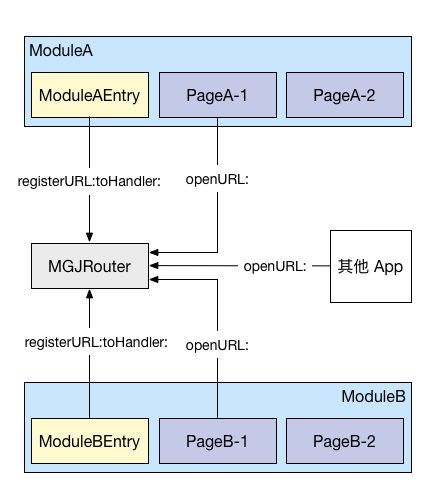 ModuleA
ModuleAEntry
PageA-1
PageA-2
registerURL:toHandler:
openURL:
MGJRouter
openURL:
其他 App
registerURL:toHandler:
openURL:
ModuleB
ModuleBEntry
PageB-1
PageB-2